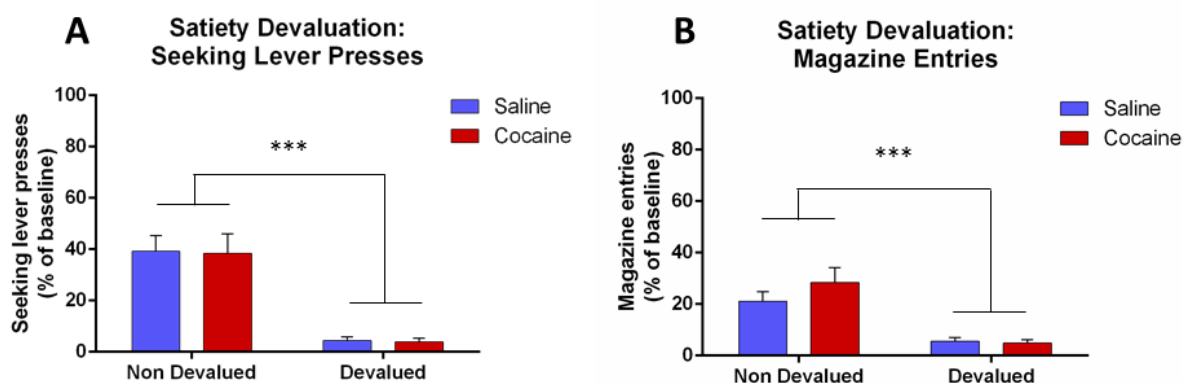 A
Satiety Devaluation:
Seeking Lever Presses
Seeking lever presses
(% of baseline)
100
80
60
40
20
0
Saline
Cocaine
***
Non Devalued
Devalued
B
Satiety Devaluation:
Magazine Entries
Magazine entries
(% of baseline)
100
80
60
40
20
0
Saline
Cocaine
***
Non Devalued
Devalued